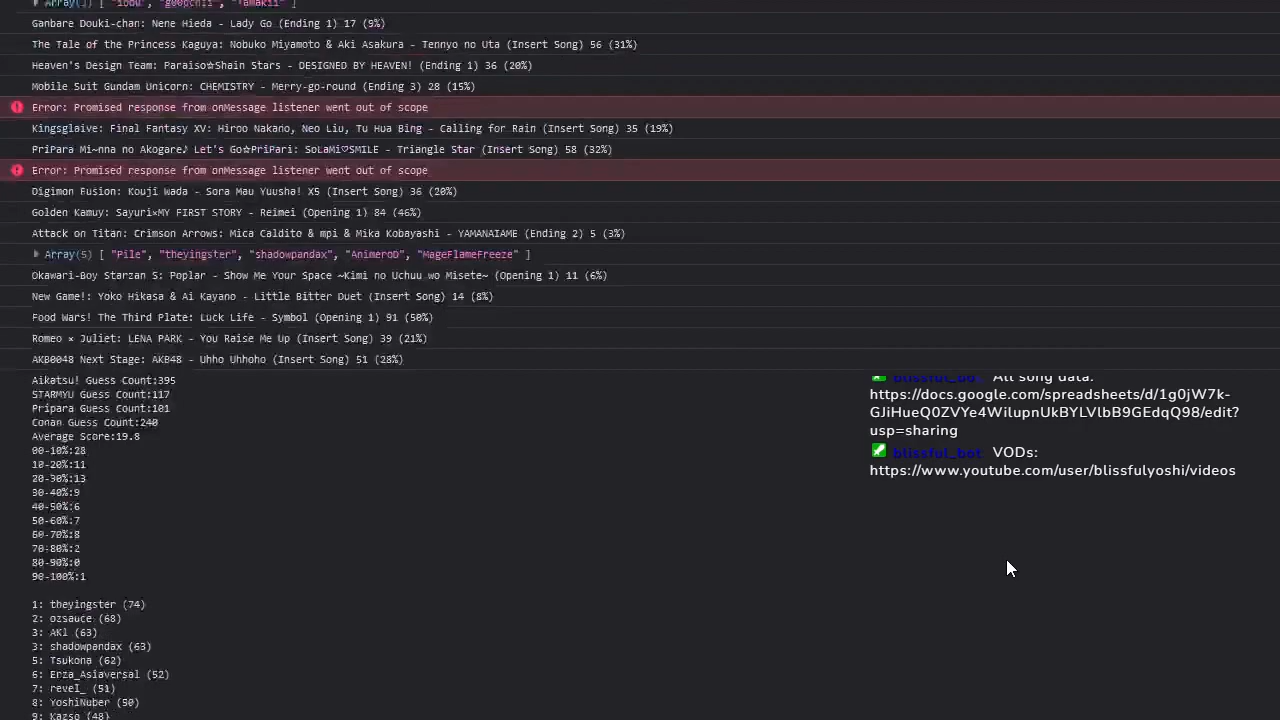 Array(3) [ "ibbu", "goopchii", "Tamakii" ]
Ganbare Douki-chan: Nene Hieda - Lady Go (Ending 1) 17 (9%)
The Tale of the Princess Kaguya: Nobuko Miyamoto & Aki Asakura - Tennyo no Uta (Insert Song) 56 (31%)
Heaven's Design Team: Paraiso☆Shain Stars - DESIGNED BY HEAVEN! (Ending 1) 36 (20%)
Mobile Suit Gundam Unicorn: CHEMISTRY - Merry-go-round (Ending 3) 28 (15%)
Error: Promised response from onMessage listener went out of scope
Kingsglaive: Final Fantasy XV: Hiroo Nakano, Neo Liu, Tu Hua Bing - Calling for Rain (Insert Song) 35 (19%)
PriPara Mi~nna no Akogare♪ Let's Go☆PriPari: SoLaMi♡SMILE - Triangle Star (Insert Song) 58 (32%)
Error: Promised response from onMessage listener went out of scope
Digimon Fusion: Kouji Wada - Sora Mau Yuusha! X5 (Insert Song) 36 (20%)
Golden Kamuy: Sayuri×MY FIRST STORY - Reimei (Opening 1) 84 (46%)
Attack on Titan: Crimson Arrows: Mica Caldito & mpi & Mika Kobayashi - YAMANAIAME (Ending 2) 5 (3%)
Array(5) [ "Pile", "theyingster", "shadowpandax", "AnimeroD", "MageFlameFreeze" ]
Okawari-Boy Starzan S: Poplar - Show Me Your Space ~Kimi no Uchuu wo Misete~ (Opening 1) 11 (6%)
New Game!: Yoko Hikasa & Ai Kayano - Little Bitter Duet (Insert Song) 14 (8%)
Food Wars! The Third Plate: Luck Life - Symbol (Opening 1) 91 (50%)
Romeo × Juliet: LENA PARK - You Raise Me Up (Insert Song) 39 (21%)
AKB0048 Next Stage: AKB48 - Uhho Uhhoho (Insert Song) 51 (28%)
Aikatsu! Guess Count:395
STARMYU Guess Count:117
Pripara Guess Count:101
Conan Guess Count:240
Average Score:19.8
00-10%:28
10-20%:11
20-30%:13
30-40%:9
40-50%:6
50-60%:7
60-70%:8
70-80%:2
80-90%:0
90-100%:1
1: theyingster (74)
2: ozsauce (68)
3: AKl (63)
3: shadowpandax (63)
5: Tsukona (62)
6: Erza_Asiaversal (52)
7: revel_ (51)
8: YoshiNuber (50)
9: Kazso (48)
blissful_bot: All song data:
https://docs.google.com/spreadsheets/d/1g0jW7k-
GJiHueQ0ZVYe4WilupnUkBYLVlbB9GEdqQ98/edit?
usp=sharing
blissful_bot: VODs:
https://www.youtube.com/user/blissfulyoshi/videos